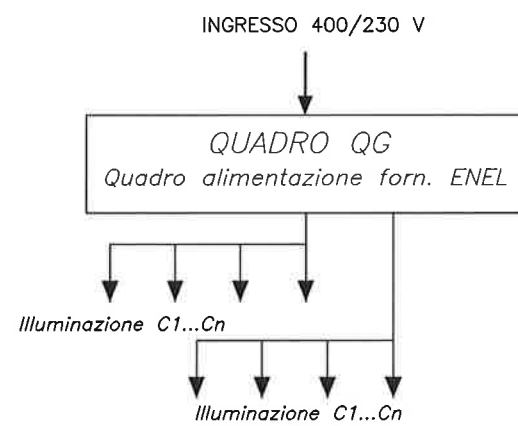 INGRESSO 400/230 V
QUADRO QG
Quadro alimentazione forn. ENEL
Illuminazione C1...Cn
Illuminazione C1...Cn